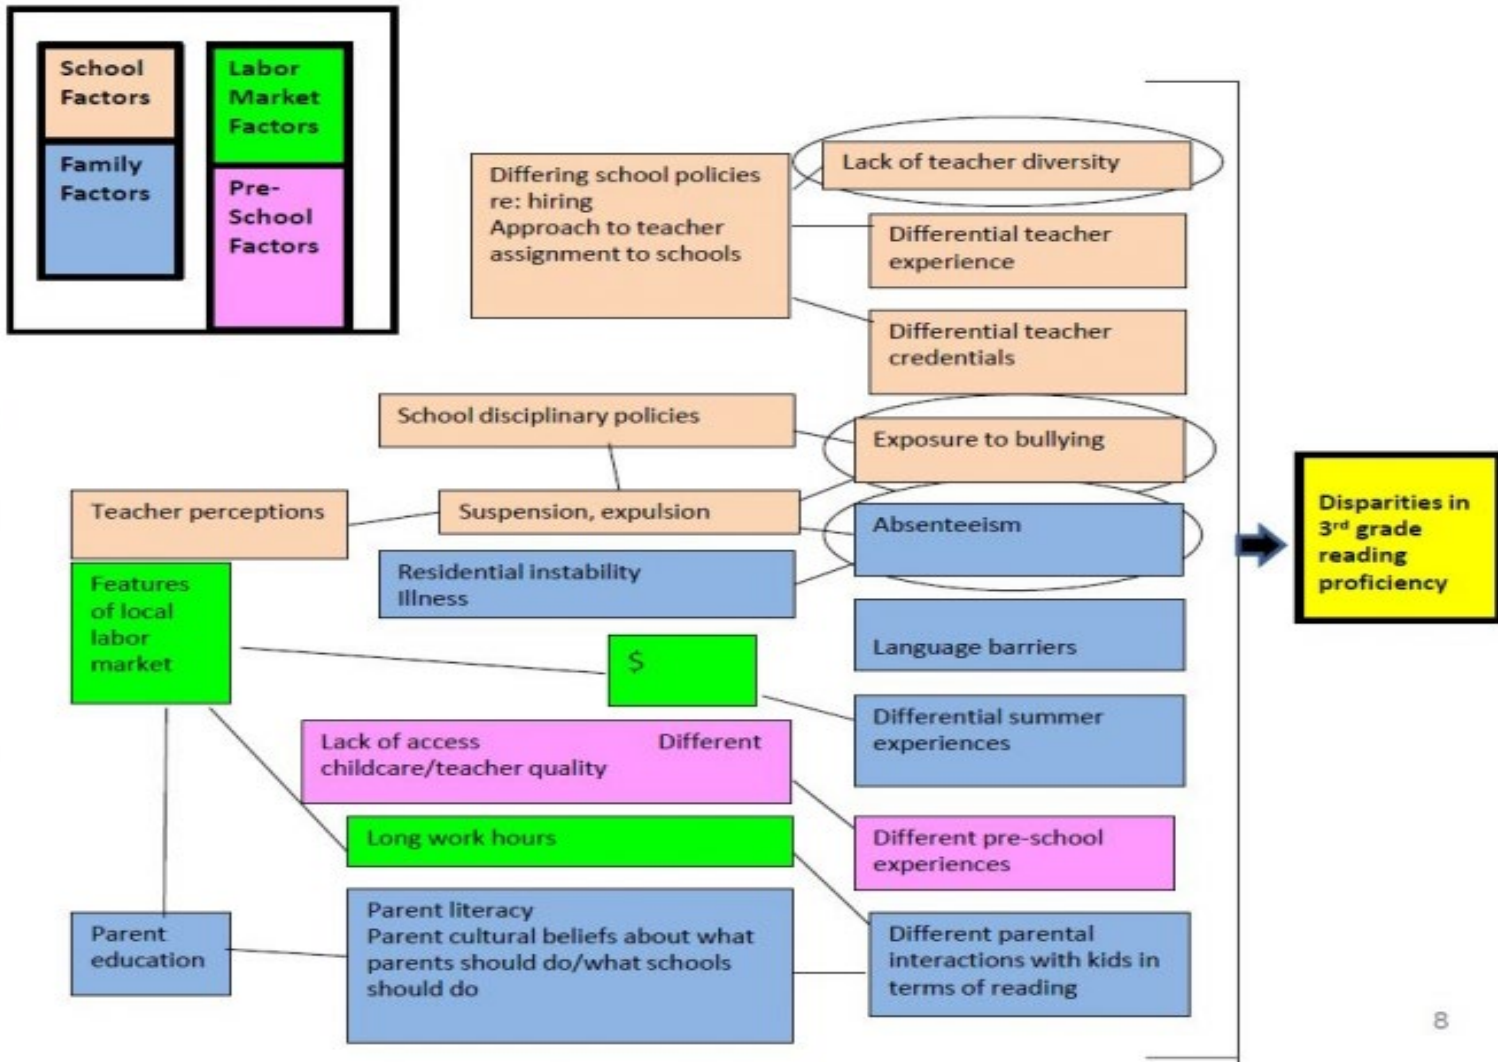 School
Factors
Family
Factors
Labor
Market
Factors
Pre-
School
Factors
Differing school policies
re: hiring
Approach to teacher
assignment to schools
Lack of teacher diversity
Differential teacher
experience
Differential teacher
credentials
School disciplinary policies
Exposure to bullying
Teacher perceptions
Suspension, expulsion
Absenteeism
Residential instability
Illness
Features
of local
labor
market
$
Language barriers
Differential summer
experiences
Lack of access Different
childcare/teacher quality
Long work hours
Different pre-school
experiences
Parent
education
Parent literacy
Parent cultural beliefs about what
parents should do/what schools
should do
Different parental
interactions with kids in
terms of reading
Disparities in
3rd grade
reading
proficiency
8